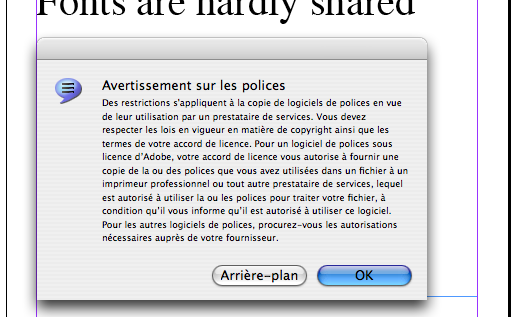 Fonts are hardly shared
Avertissement sur les polices
Des restrictions s'appliquent à la copie de logiciels de polices en vue
de leur utilisation par un prestataire de services. Vous devez
respecter les lois en vigueur en matière de copyright ainsi que les
termes de votre accord de licence. Pour un logiciel de polices sous
licence d'Adobe, votre accord de licence vous autorise à fournir une
copie de la ou des polices que vous avez utilisées dans un fichier à un
imprimeur professionnel ou tout autre prestataire de services, lequel
est autorisé à utiliser la ou les polices pour traiter votre fichier, à
condition qu'il vous informe qu'il est autorisé à utiliser ce logiciel.
Pour les autres logiciels de polices, procurez-vous les autorisations
nécessaires auprès de votre fournisseur.
Arrière-plan OK